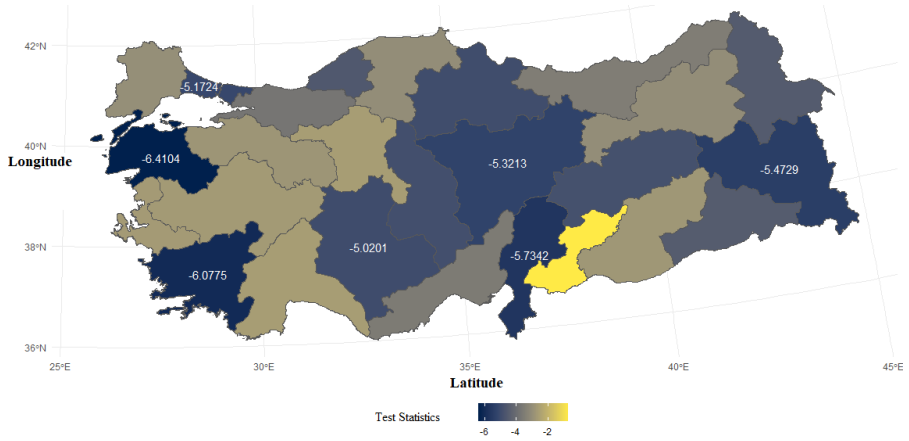 42°N
-5.1724
40°N
Longitude
-6.4104
-5.3213
-5.4729
38°N
-5.0201
-5.7342
-6.0775
36°N
25°E
30°E
35°E
40°E
45°E
Latitude
Test Statistics
-6
-4
-2